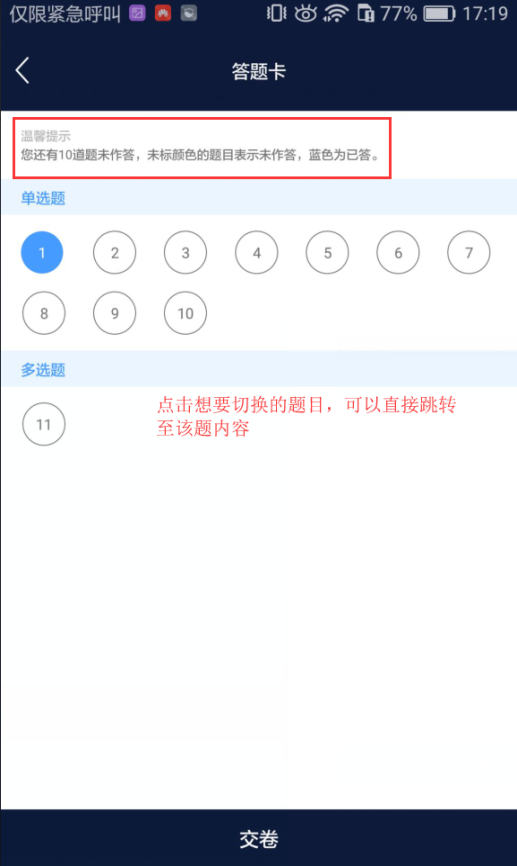 仅限紧急呼叫 77% 17:19
答题卡
温馨提示
您还有10道题未作答，未标颜色的题目表示未作答，蓝色为已答。
单选题
1 2 3 4 5 6 7
8 9 10
多选题
11
点击想要切换的题目，可以直接跳转
至该题内容
交卷